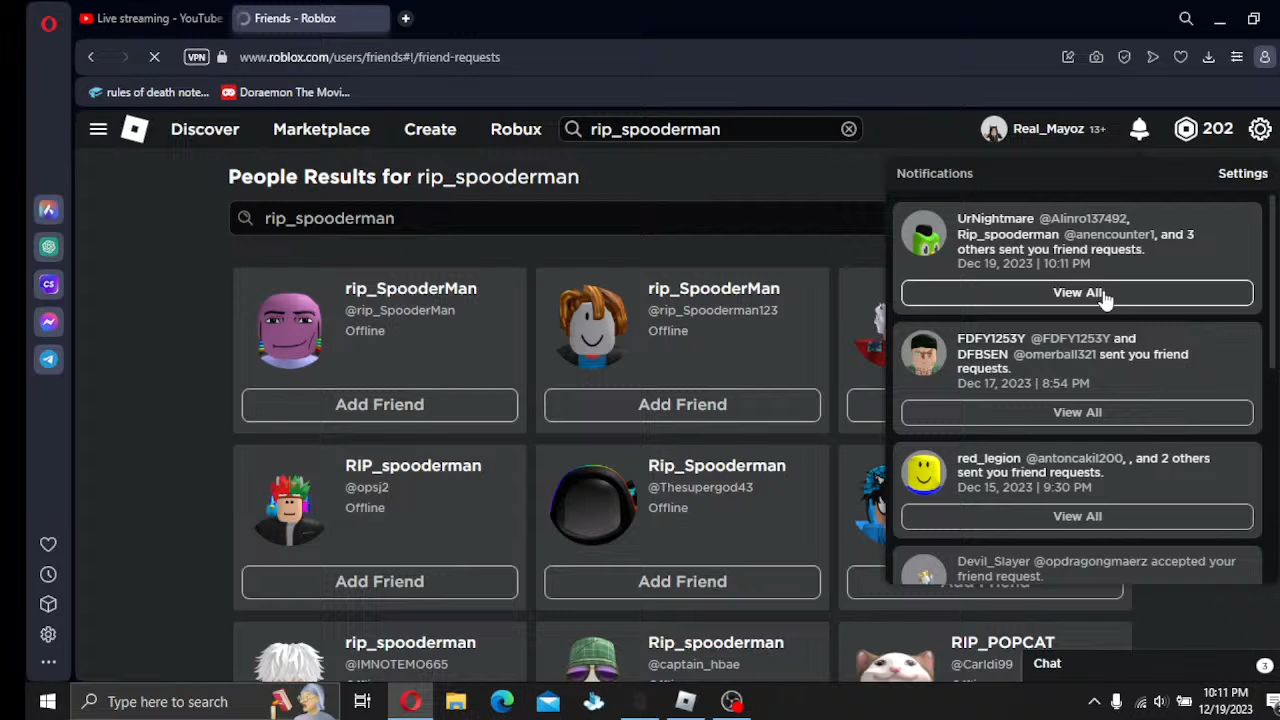 Live streaming - YouTube
Friends - Roblox
VPN
www.roblox.com/users/friends#!/friend-requests
rules of death note...
Doraemon The Movi...
Discover
Marketplace
Create
Robux
rip_spooderman
Real_Mayoz 13+
202
People Results for rip_spooderman
rip_spooderman
Notifications
Settings
UrNightmare @Alinro137492,
Rip_spooderman @anencounter1, and 3
others sent you friend requests.
Dec 19, 2023 | 10:11 PM
View All
FDFY1253Y @FDFY1253Y and
DFBSEN @omerball321 sent you friend
requests.
Dec 17, 2023 | 8:54 PM
View All
red_legion @antoncakil200, , and 2 others
sent you friend requests.
Dec 15, 2023 | 9:30 PM
View All
Devil_Slayer @opdragongmaerz accepted your
friend request.
rip_SpooderMan
@rip_SpooderMan
Offline
Add Friend
rip_SpooderMan
@rip_Spooderman123
Offline
Add Friend
RIP_spooderman
@opsj2
Offline
Add Friend
Rip_Spooderman
@Thesupergod43
Offline
Add Friend
Add Friend
rip_spooderman
@IMNOTEMO665
Rip_spooderman
@captain_hbae
RIP_POPCAT
@CarIdi99
Chat
3
CS
Type here to search
10:11 PM
12/19/2023